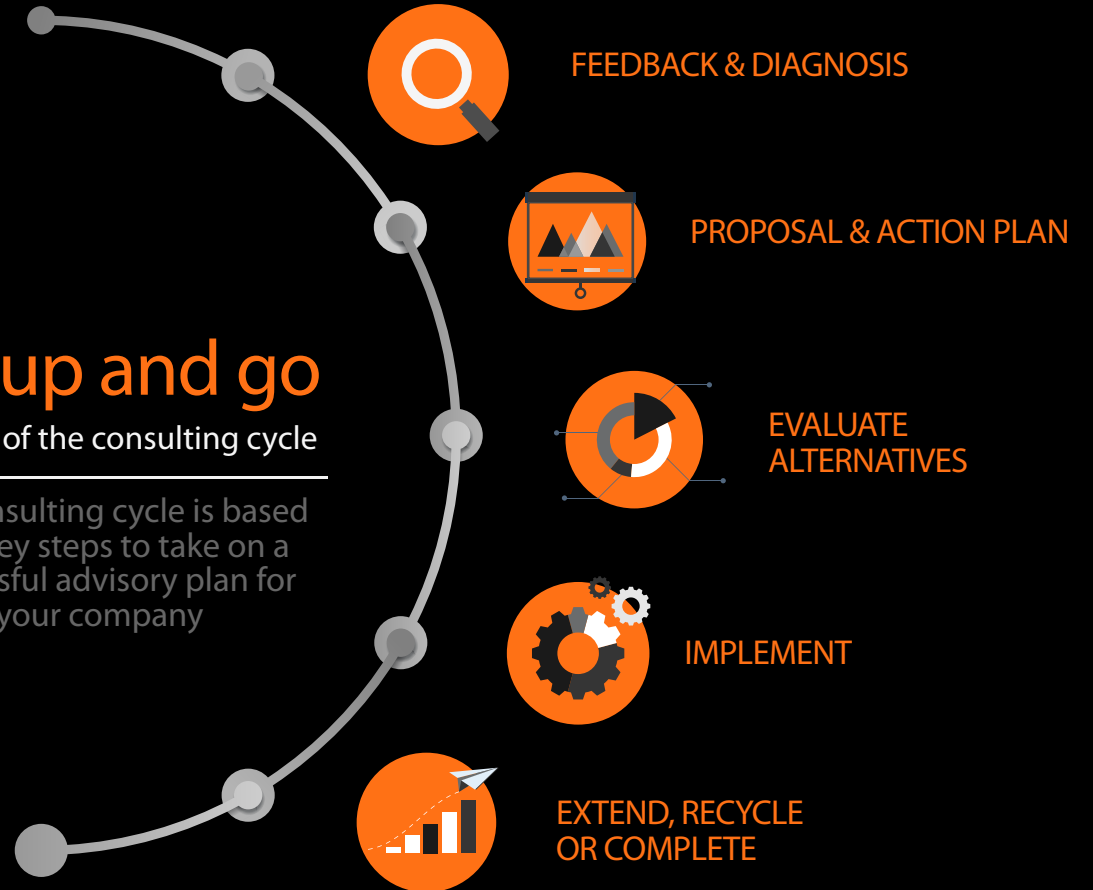 FEEDBACK & DIAGNOSIS
PROPOSAL & ACTION PLAN
up and go
of the consulting cycle
nsulting cycle is based
ey steps to take on a
sful advisory plan for
your company
EVALUATE
ALTERNATIVES
IMPLEMENT
EXTEND, RECYCLE
OR COMPLETE